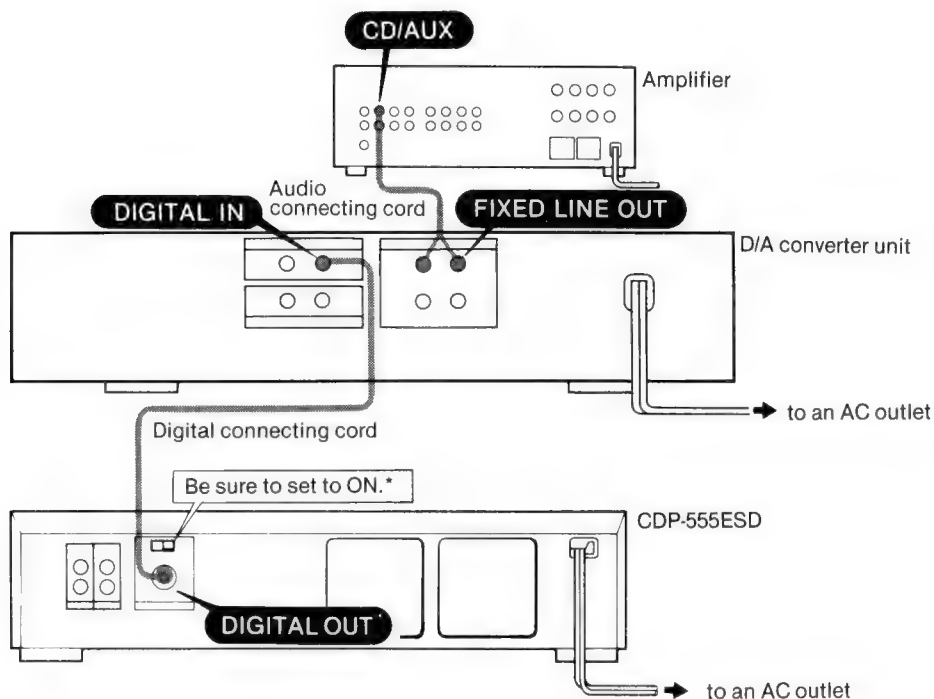 CD/AUX
Amplifier
Audio
connecting cord
DIGITAL IN
FIXED LINE OUT
D/A converter unit
to an AC outlet
Digital connecting cord
Be sure to set to ON.*
CDP-555ESD
DIGITAL OUT
to an AC outlet